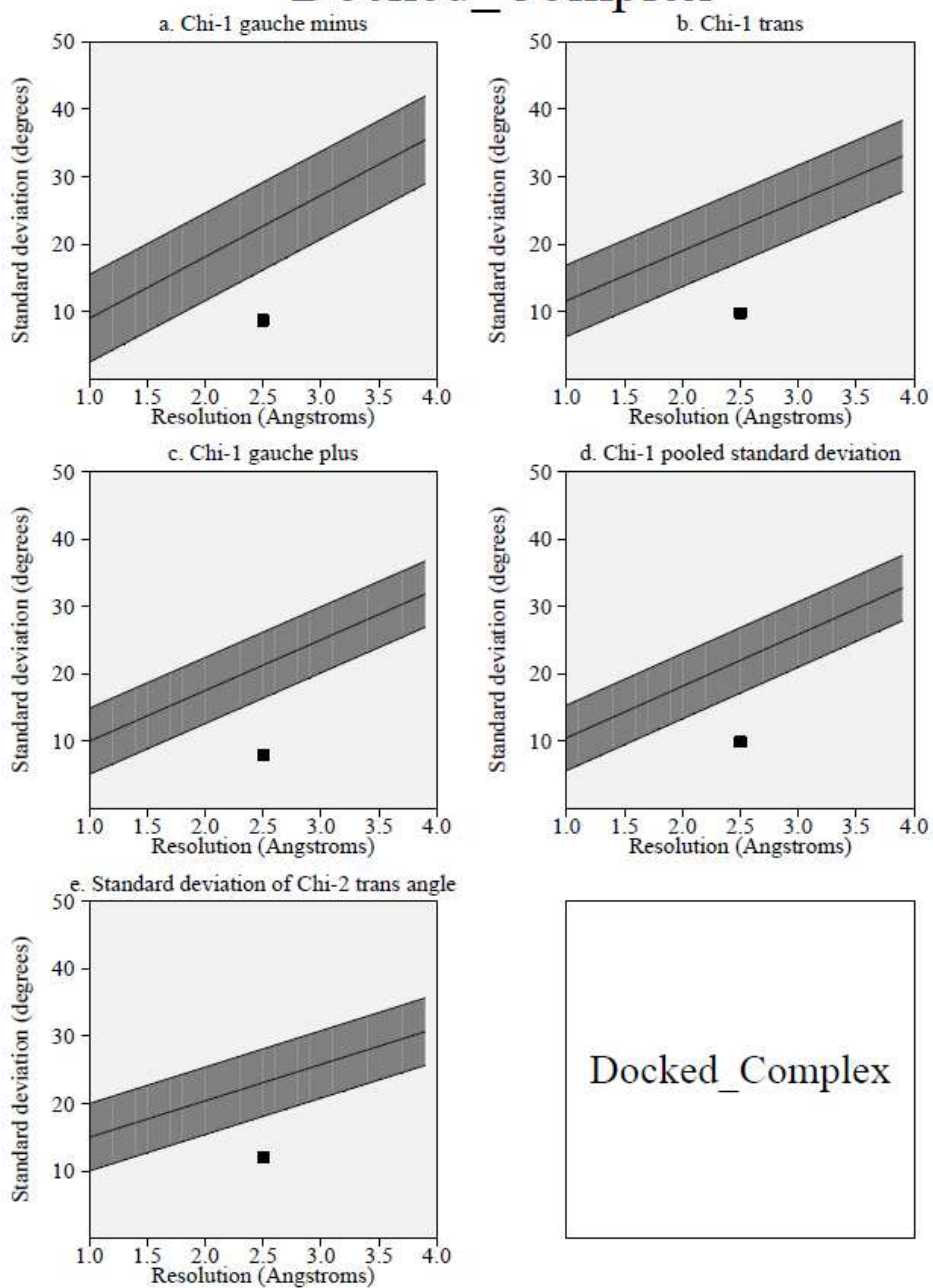 a. Chi-1 gauche minus
50
40
30
20
10
Standard deviation (degrees)
1.0 1.5 2.0 2.5 3.0 3.5 4.0
Resolution (Angstroms)
b. Chi-1 trans
50
40
30
20
10
Standard deviation (degrees)
1.0 1.5 2.0 2.5 3.0 3.5 4.0
Resolution (Angstroms)
c. Chi-1 gauche plus
50
40
30
20
10
Standard deviation (degrees)
1.0 1.5 2.0 2.5 3.0 3.5 4.0
Resolution (Angstroms)
d. Chi-1 pooled standard deviation
50
40
30
20
10
Standard deviation (degrees)
1.0 1.5 2.0 2.5 3.0 3.5 4.0
Resolution (Angstroms)
e. Standard deviation of Chi-2 trans angle
50
40
30
20
10
Standard deviation (degrees)
1.0 1.5 2.0 2.5 3.0 3.5 4.0
Resolution (Angstroms)
Docked_Complex